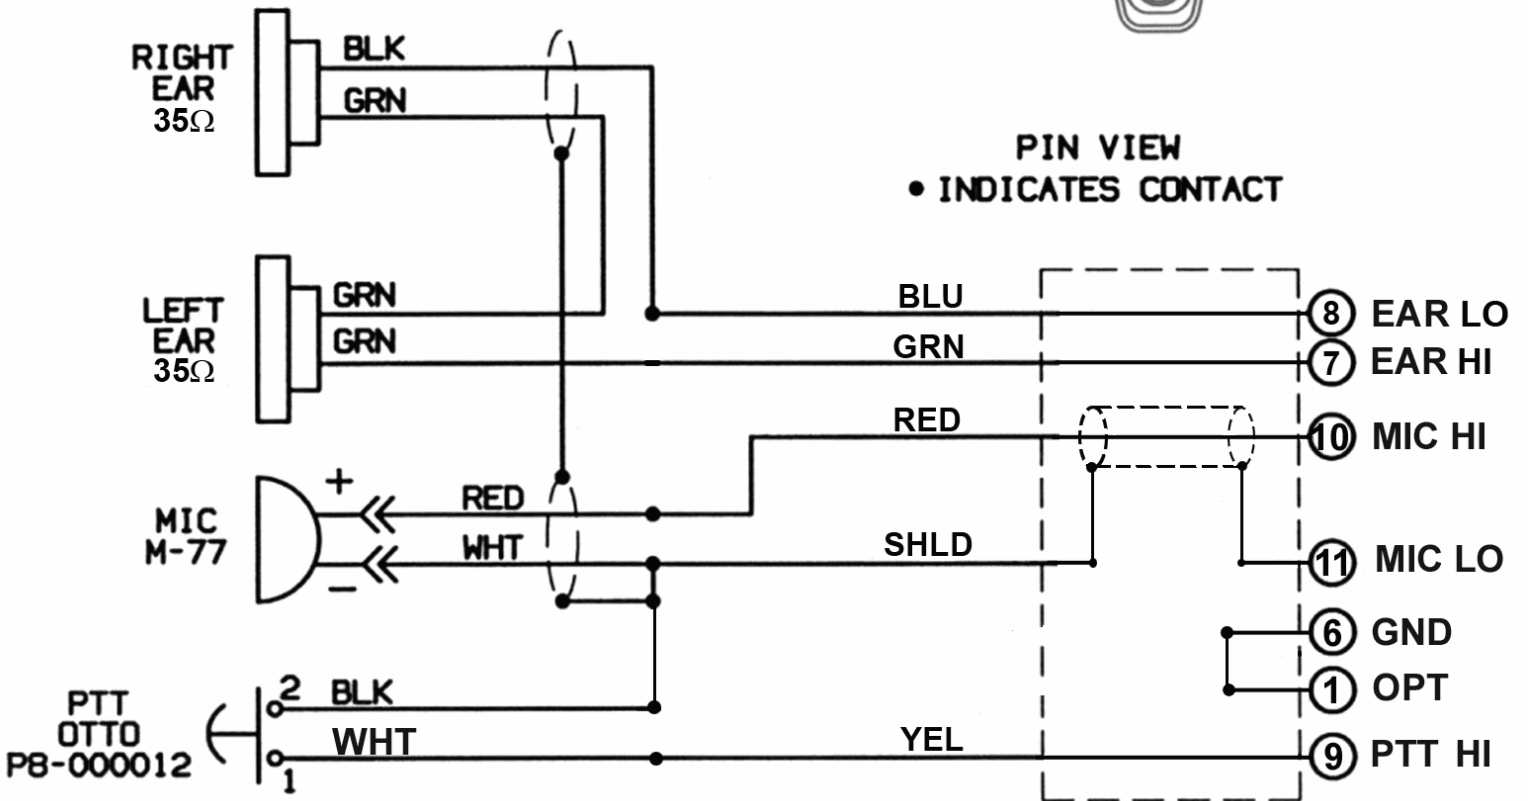 RIGHT
EAR
35Ω
BLK
GRN
PIN VIEW
● INDICATES CONTACT
LEFT
EAR
35Ω
GRN
GRN
BLU
GRN
8 EAR LO
7 EAR HI
RED
10 MIC HI
MIC
M-77
+
−
RED
WHT
SHLD
11 MIC LO
6 GND
1 OPT
PTT
OTTO
P8-000012
2
1
BLK
WHT
YEL
9 PTT HI